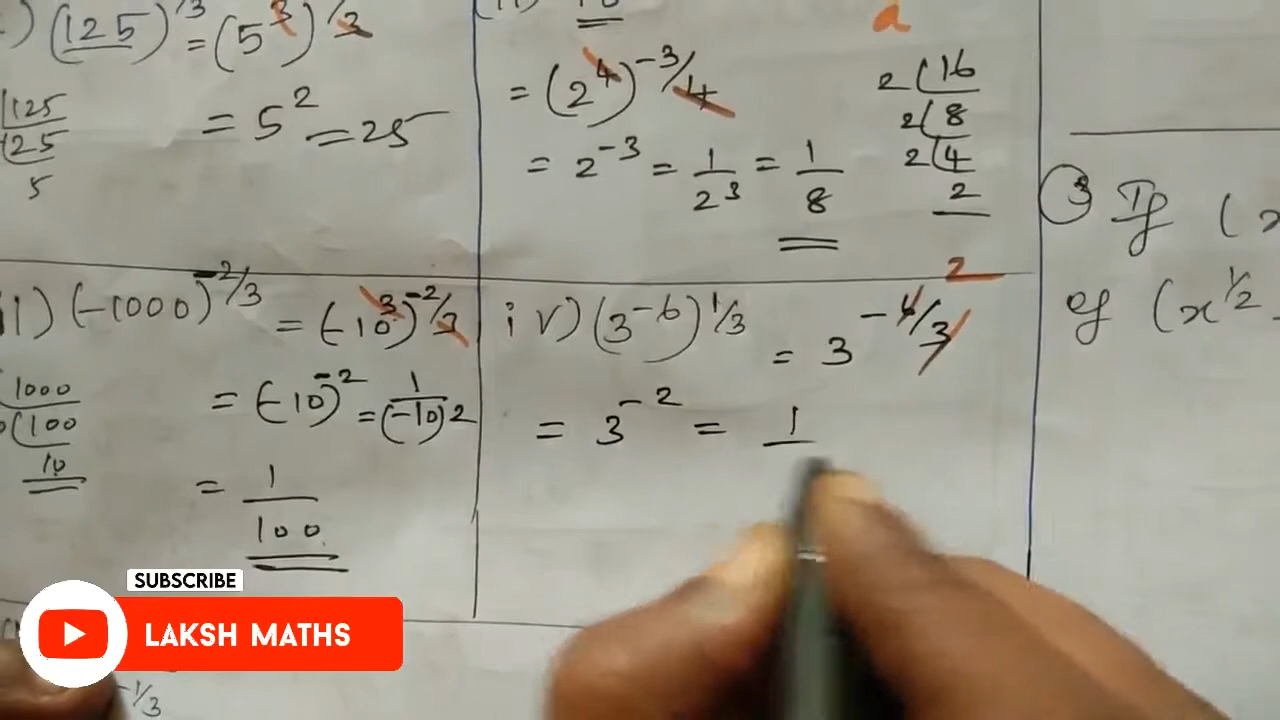 (125)^1/3 = (5^3)^1/3
125
25
5
= 5^2 = 25
= (2^4)^-3/4
= 2^-3 = 1/2^3 = 1/8
a
2 16
2 8
2 4
2
(-1000)^-2/3 = (-10^3)^-2/3
1000
100
10
= (-10)^-2 = 1/(-10)^2
= 1/100
iv) (3^-6)^1/3 = 3^-6/3
2
= 3^-2 = 1
3 If (x
of (x^1/2 -
-1/3
SUBSCRIBE
LAKSH MATHS